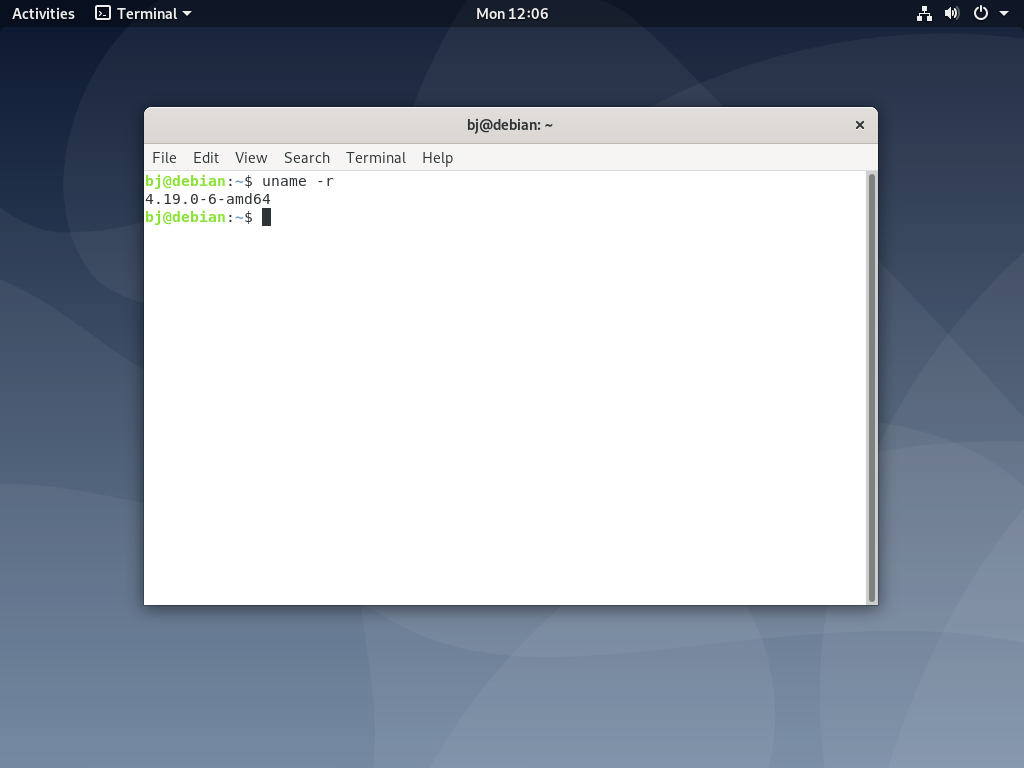 Activities Terminal Mon 12:06
bj@debian: ~ ×
File Edit View Search Terminal Help
bj@debian:~$ uname -r
4.19.0-6-amd64
bj@debian:~$